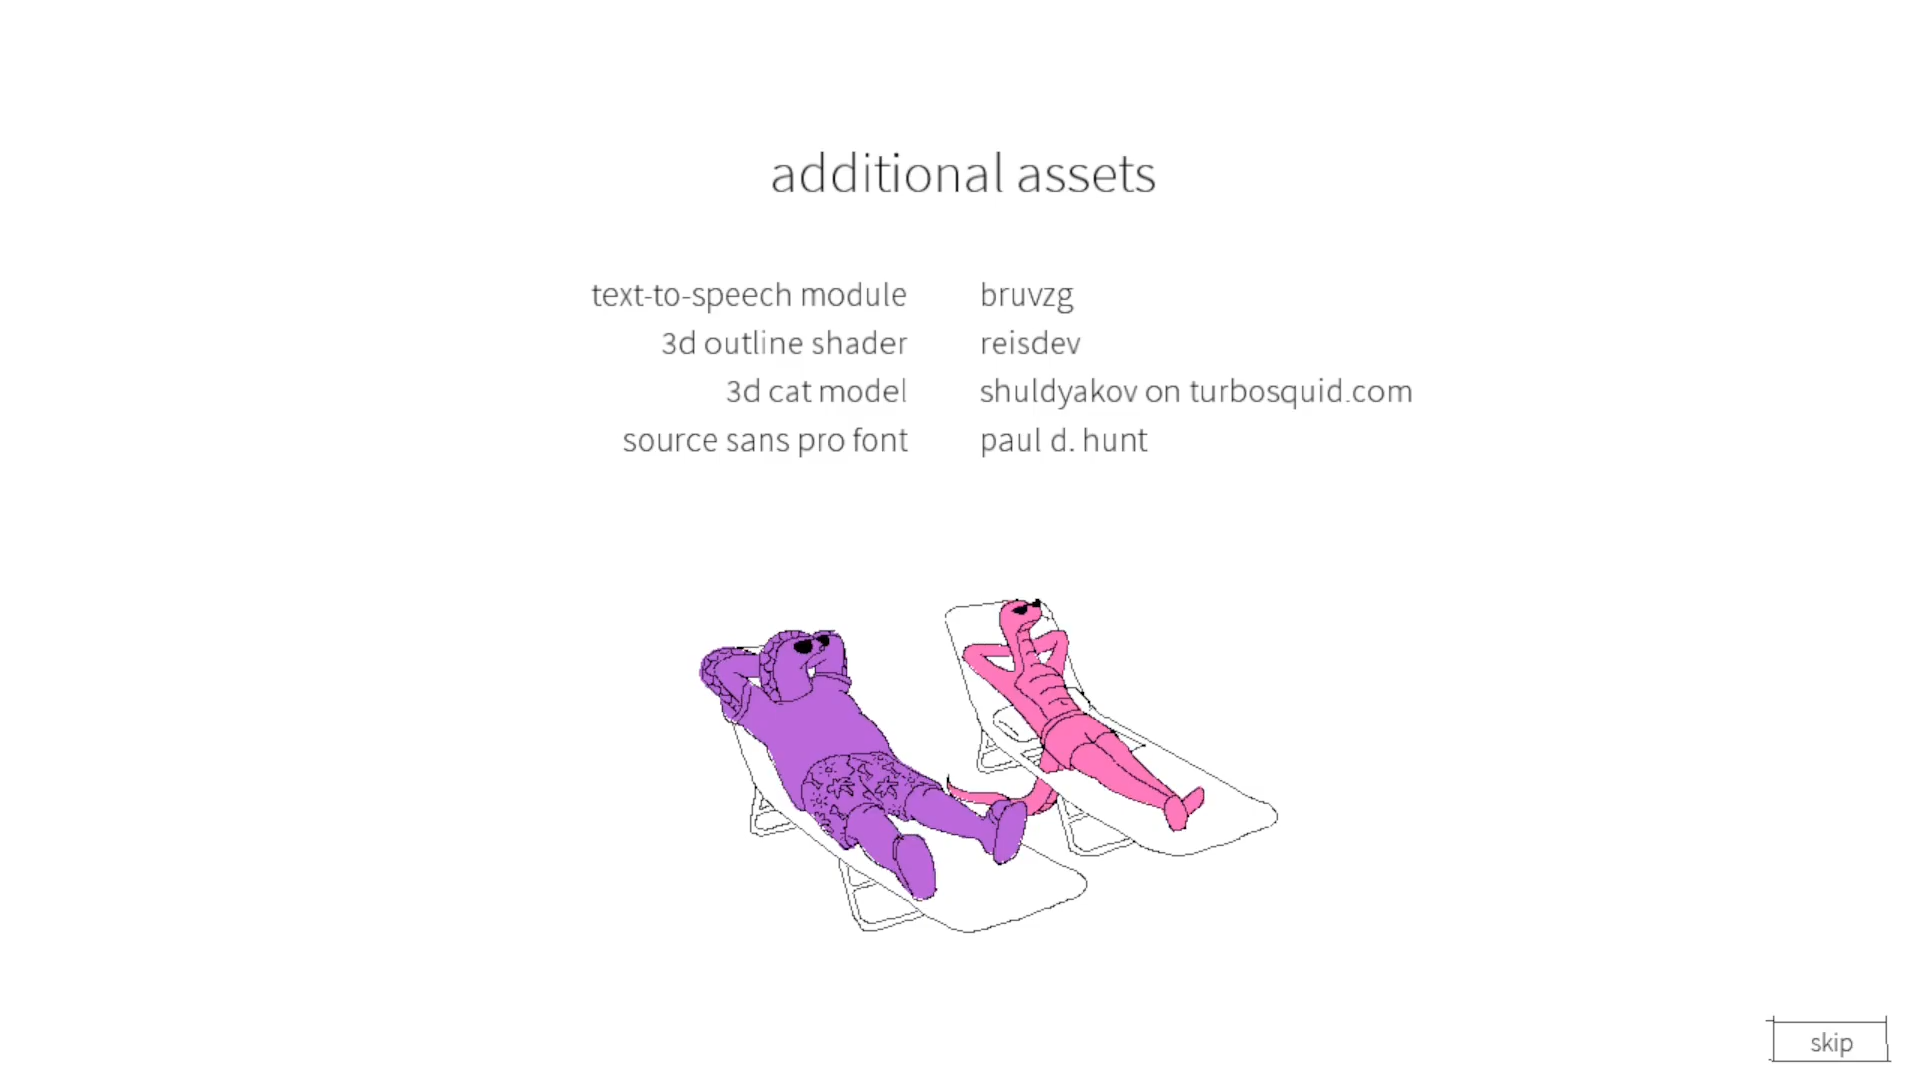 additional assets
text-to-speech module bruvzg
3d outline shader reisdev
3d cat model shuldyakov on turbosquid.com
source sans pro font paul d. hunt
skip